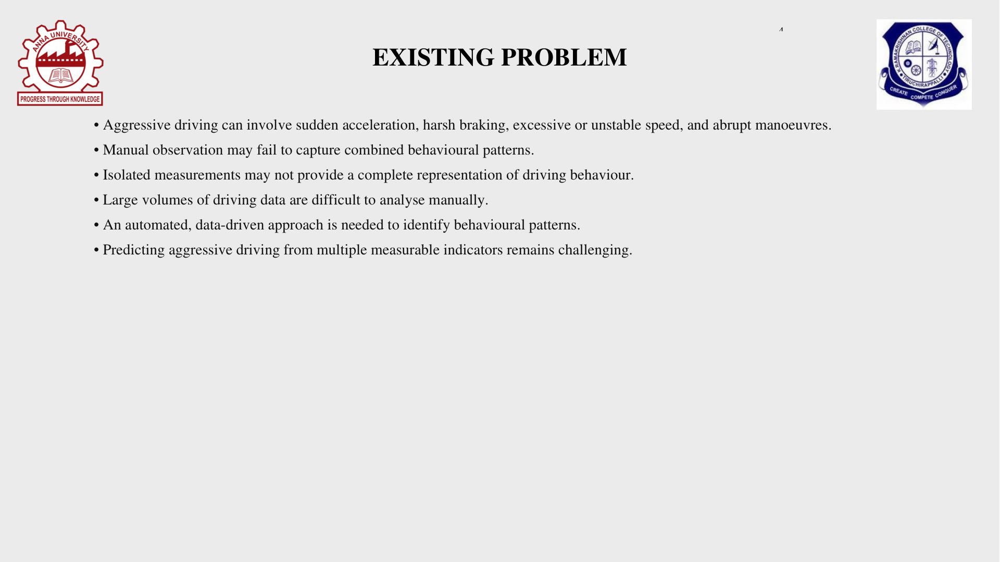 ANNA UNIVERSITY
PROGRESS THROUGH KNOWLEDGE
EXISTING PROBLEM
K.RAMAKRISHNAN COLLEGE OF TECHNOLOGY
TIRUCHIRAPPALLI
CREATE COMPETE CONQUER
• Aggressive driving can involve sudden acceleration, harsh braking, excessive or unstable speed, and abrupt manoeuvres.
• Manual observation may fail to capture combined behavioural patterns.
• Isolated measurements may not provide a complete representation of driving behaviour.
• Large volumes of driving data are difficult to analyse manually.
• An automated, data-driven approach is needed to identify behavioural patterns.
• Predicting aggressive driving from multiple measurable indicators remains challenging.